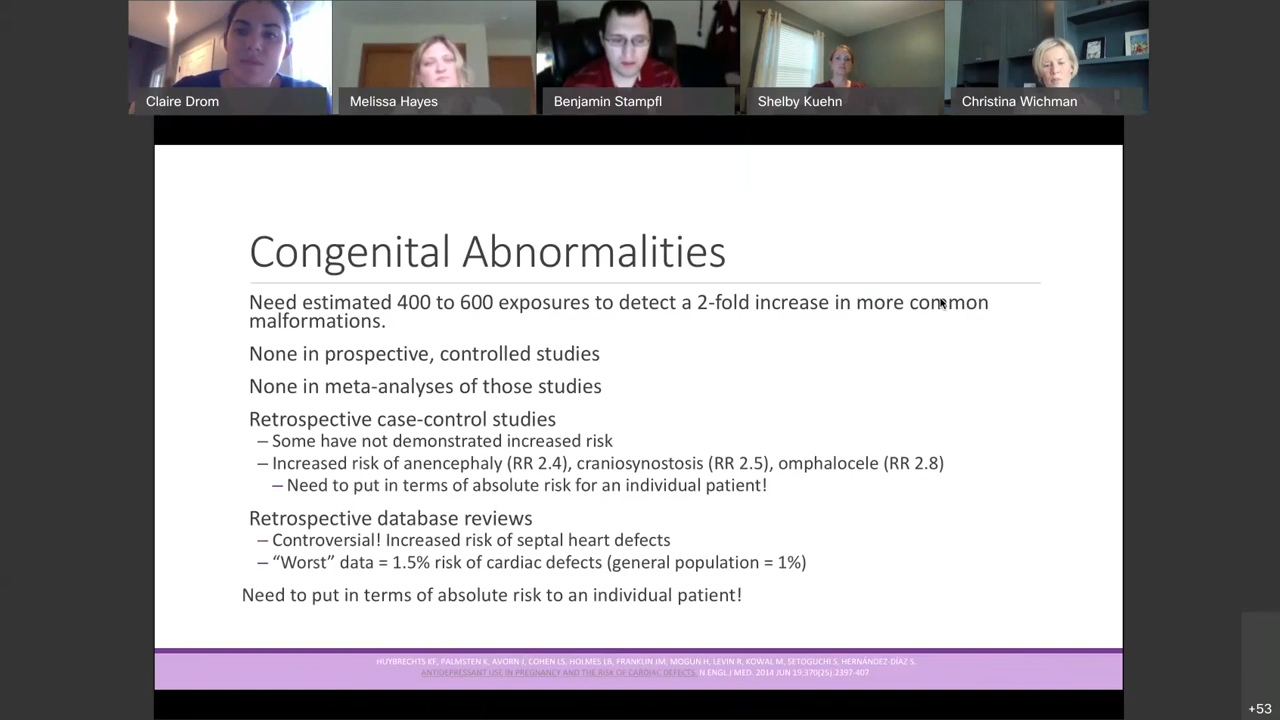 Claire Drom
Melissa Hayes
Benjamin Stampfl
Shelby Kuehn
Christina Wichman
Congenital Abnormalities
Need estimated 400 to 600 exposures to detect a 2-fold increase in more common
malformations.
None in prospective, controlled studies
None in meta-analyses of those studies
Retrospective case-control studies
– Some have not demonstrated increased risk
– Increased risk of anencephaly (RR 2.4), craniosynostosis (RR 2.5), omphalocele (RR 2.8)
– Need to put in terms of absolute risk for an individual patient!
Retrospective database reviews
– Controversial! Increased risk of septal heart defects
– “Worst” data = 1.5% risk of cardiac defects (general population = 1%)
Need to put in terms of absolute risk to an individual patient!
HUYBRECHTS KF, PALMSTEN K, AVORN J, COHEN LS, HOLMES LB, FRANKLIN JM, MOGUN H, LEVIN R, KOWAL M, SETOGUCHI S, HERNÁNDEZ-DÍAZ S.
ANTIDEPRESSANT USE IN PREGNANCY AND THE RISK OF CARDIAC DEFECTS. N ENGL J MED. 2014 JUN 19;370(25):2397-407
+53